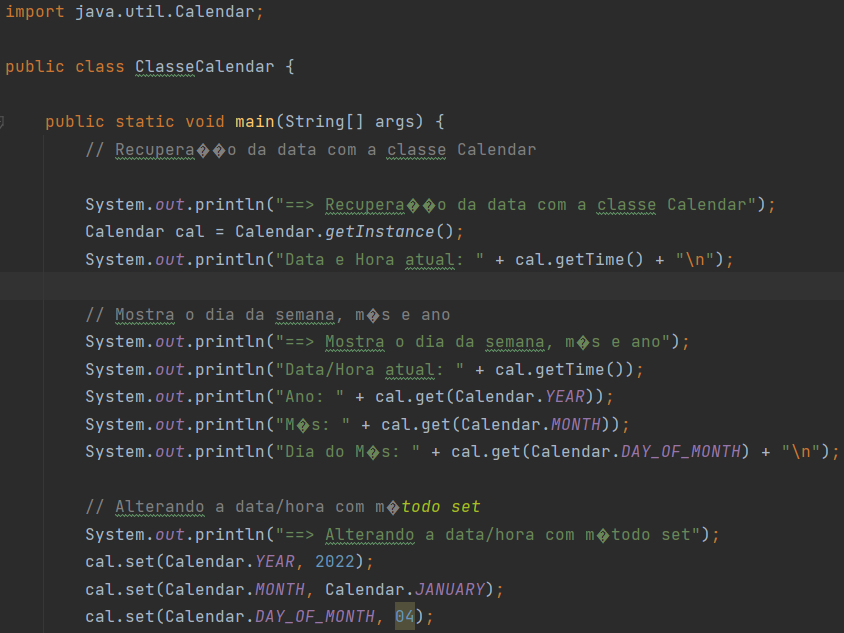 import java.util.Calendar;
public class ClasseCalendar {
public static void main(String[] args) {
// Recupera��o da data com a classe Calendar
System.out.println("==> Recupera��o da data com a classe Calendar");
Calendar cal = Calendar.getInstance();
System.out.println("Data e Hora atual: " + cal.getTime() + "\n");
// Mostra o dia da semana, m�s e ano
System.out.println("==> Mostra o dia da semana, m�s e ano");
System.out.println("Data/Hora atual: " + cal.getTime());
System.out.println("Ano: " + cal.get(Calendar.YEAR));
System.out.println("M�s: " + cal.get(Calendar.MONTH));
System.out.println("Dia do M�s: " + cal.get(Calendar.DAY_OF_MONTH) + "\n");
// Alterando a data/hora com m�todo set
System.out.println("==> Alterando a data/hora com m�todo set");
cal.set(Calendar.YEAR, 2022);
cal.set(Calendar.MONTH, Calendar.JANUARY);
cal.set(Calendar.DAY_OF_MONTH, 04);